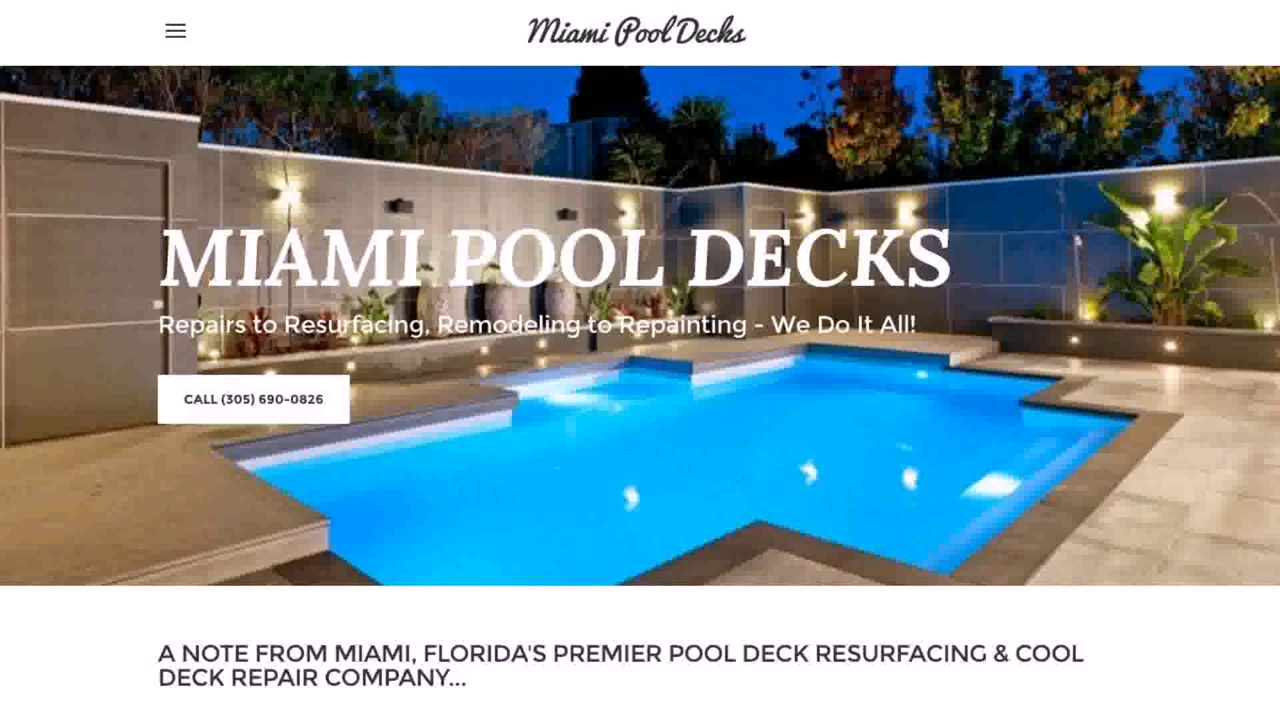 Miami Pool Decks
MIAMI POOL DECKS
Repairs to Resurfacing, Remodeling to Repainting - We Do It All!
CALL (305) 690-0826
A NOTE FROM MIAMI, FLORIDA'S PREMIER POOL DECK RESURFACING & COOL
DECK REPAIR COMPANY...